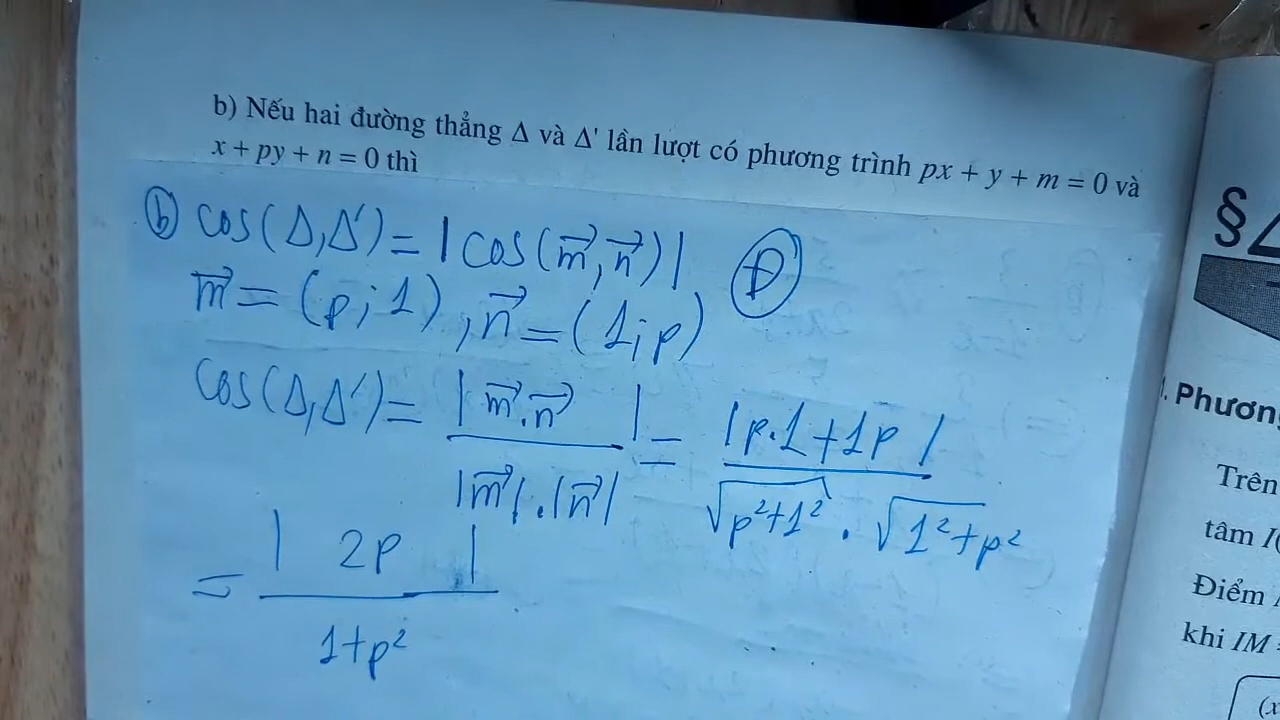 b) Nếu hai đường thẳng Δ và Δ' lần lượt có phương trình px + y + m = 0 và
x + py + n = 0 thì
ⓑ cos(Δ,Δ') = |cos(m⃗,n⃗)| Ⓓ
m⃗ = (p;1), n⃗ = (1;p)
cos(Δ,Δ') = |m⃗.n⃗| / |m⃗|.|n⃗| = |p.1+1p| / √(p²+1²) . √(1²+p²)
= |2p| / 1+p²
§
1. Phương
Trên
tâm I(
Điểm
khi IM =
(x